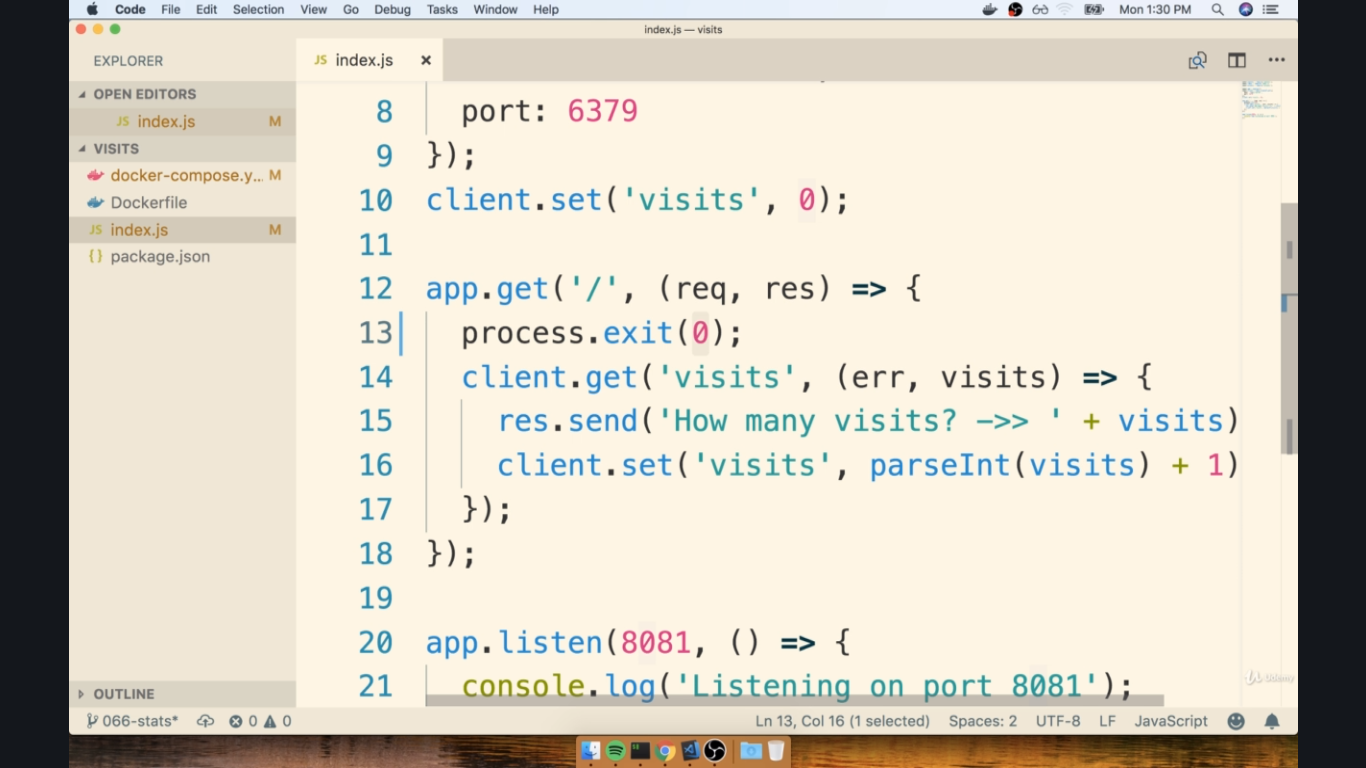 Code File Edit Selection View Go Debug Tasks Window Help Mon 1:30 PM
index.js — visits
EXPLORER
JS index.js
OPEN EDITORS
JS index.js M
VISITS
docker-compose.y... M
Dockerfile
JS index.js M
{} package.json
OUTLINE
8 port: 6379
9 });
10 client.set('visits', 0);
11
12 app.get('/', (req, res) => {
13 process.exit(0);
14 client.get('visits', (err, visits) => {
15 res.send('How many visits? ->> ' + visits)
16 client.set('visits', parseInt(visits) + 1)
17 });
18 });
19
20 app.listen(8081, () => {
21 console.log('Listening on port 8081');
Udemy
066-stats* 0 0 Ln 13, Col 16 (1 selected) Spaces: 2 UTF-8 LF JavaScript